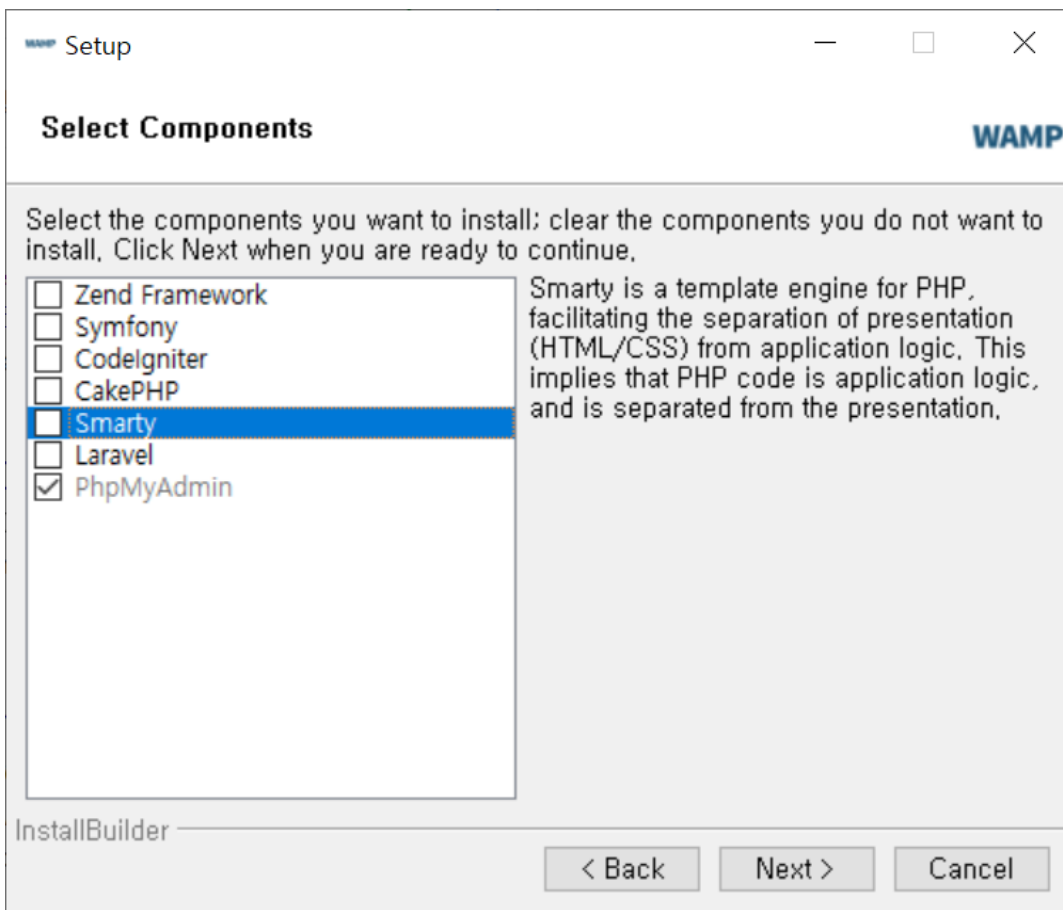 WAMP Setup
Select Components
WAMP
Select the components you want to install; clear the components you do not want to
install. Click Next when you are ready to continue.
Zend Framework
Symfony
CodeIgniter
CakePHP
Smarty
Laravel
PhpMyAdmin
Smarty is a template engine for PHP,
facilitating the separation of presentation
(HTML/CSS) from application logic. This
implies that PHP code is application logic,
and is separated from the presentation.
InstallBuilder
< Back
Next >
Cancel